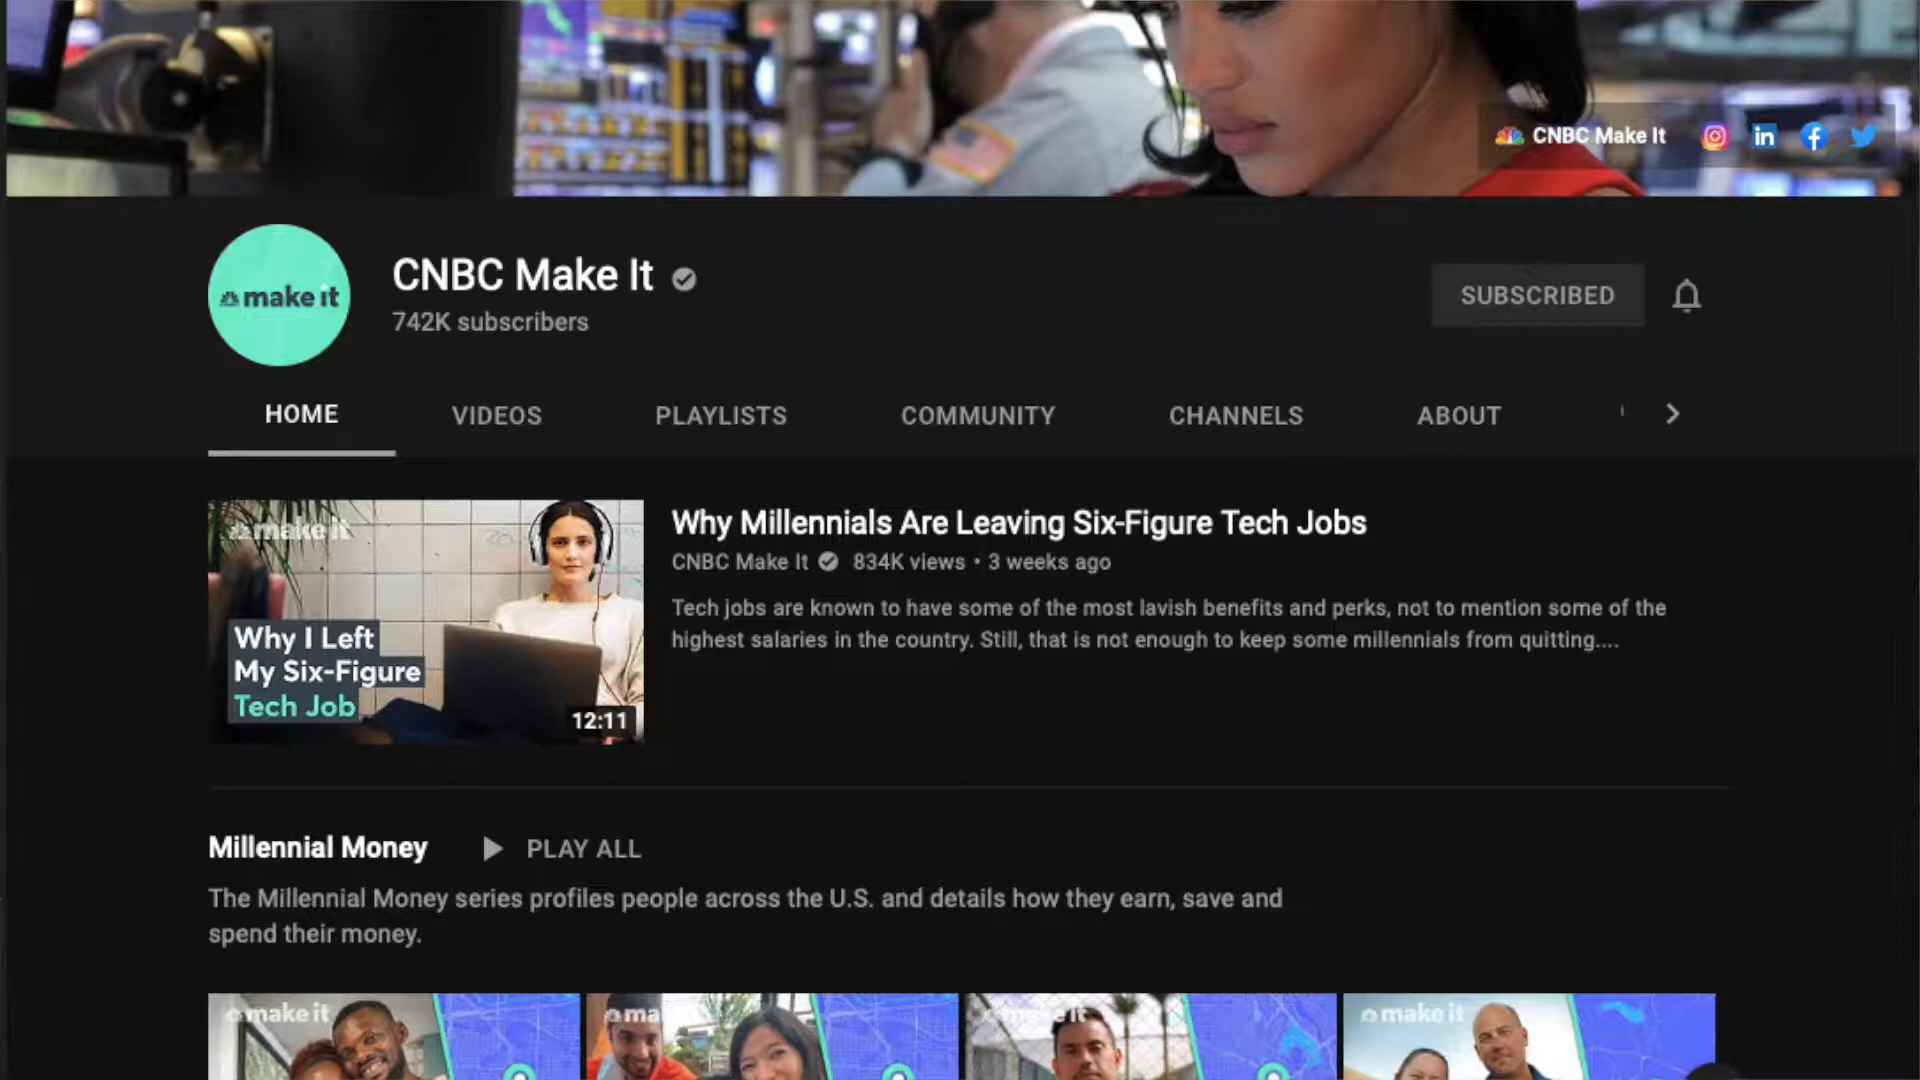 CNBC Make It
make it
CNBC Make It
742K subscribers
SUBSCRIBED
HOME
VIDEOS
PLAYLISTS
COMMUNITY
CHANNELS
ABOUT
make it
Why I Left
My Six-Figure
Tech Job
12:11
Why Millennials Are Leaving Six-Figure Tech Jobs
CNBC Make It 834K views • 3 weeks ago
Tech jobs are known to have some of the most lavish benefits and perks, not to mention some of the
highest salaries in the country. Still, that is not enough to keep some millennials from quitting....
Millennial Money
PLAY ALL
The Millennial Money series profiles people across the U.S. and details how they earn, save and
spend their money.
make it
make it